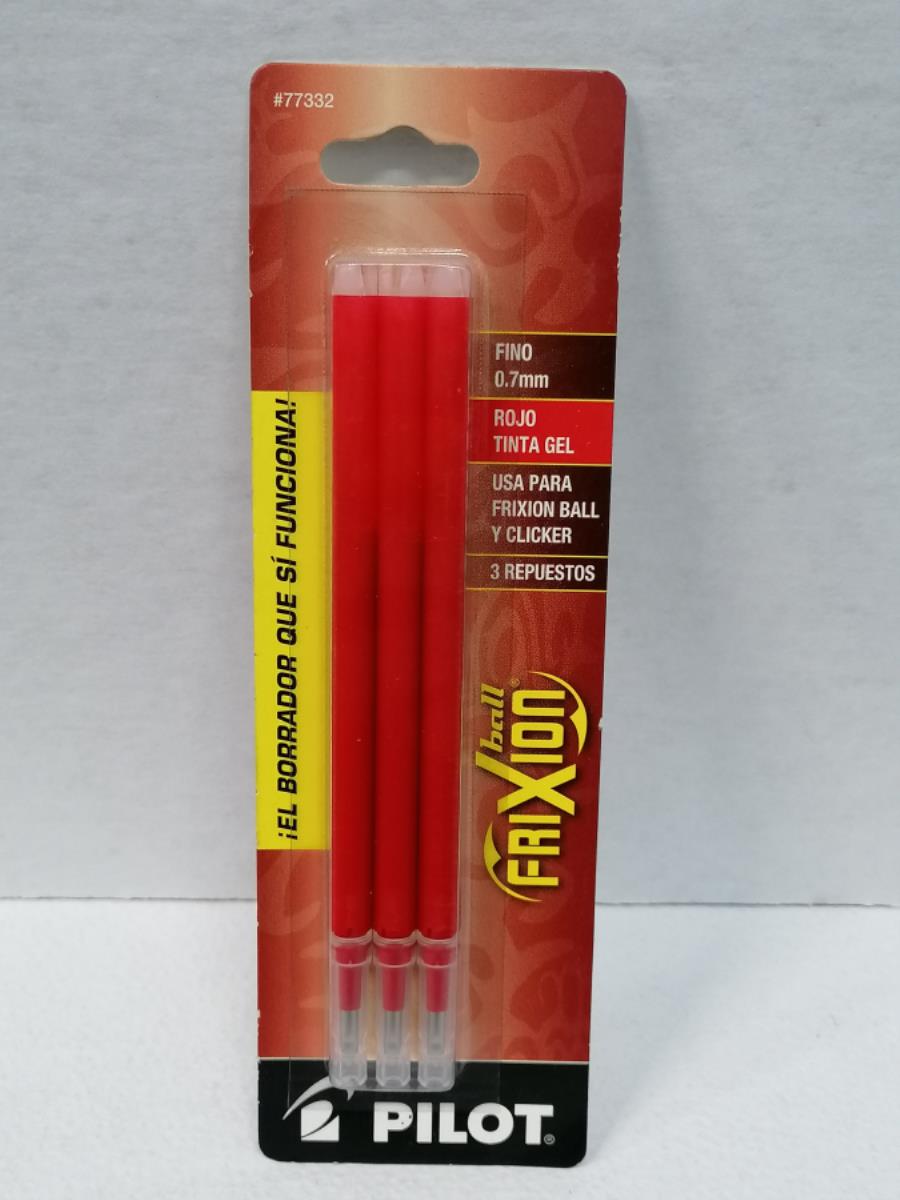 #77332
FINO
0.7mm
ROJO
TINTA GEL
USA PARA
FRIXION BALL
Y CLICKER
3 REPUESTOS
¡EL BORRADOR QUE SÍ FUNCIONA!
ball®
FRIXION
PILOT®